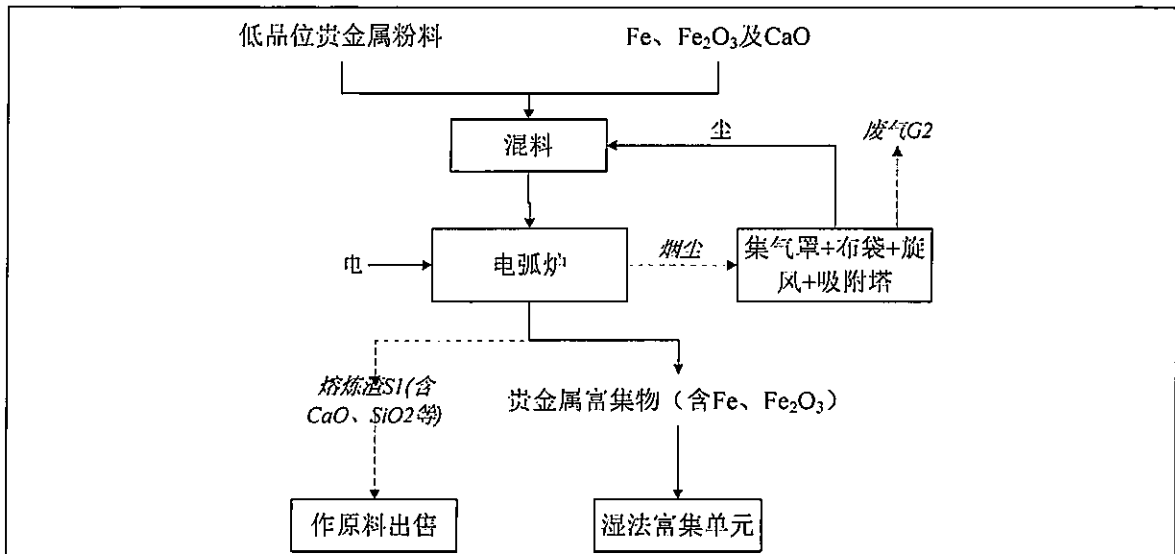 低品位贵金属粉料
Fe、Fe₂O₃及CaO
混料
尘
废气G2
电
电弧炉
烟尘
集气罩+布袋+旋
风+吸附塔
熔炼渣S1(含
CaO、SiO2等)
贵金属富集物（含Fe、Fe₂O₃）
作原料出售
湿法富集单元